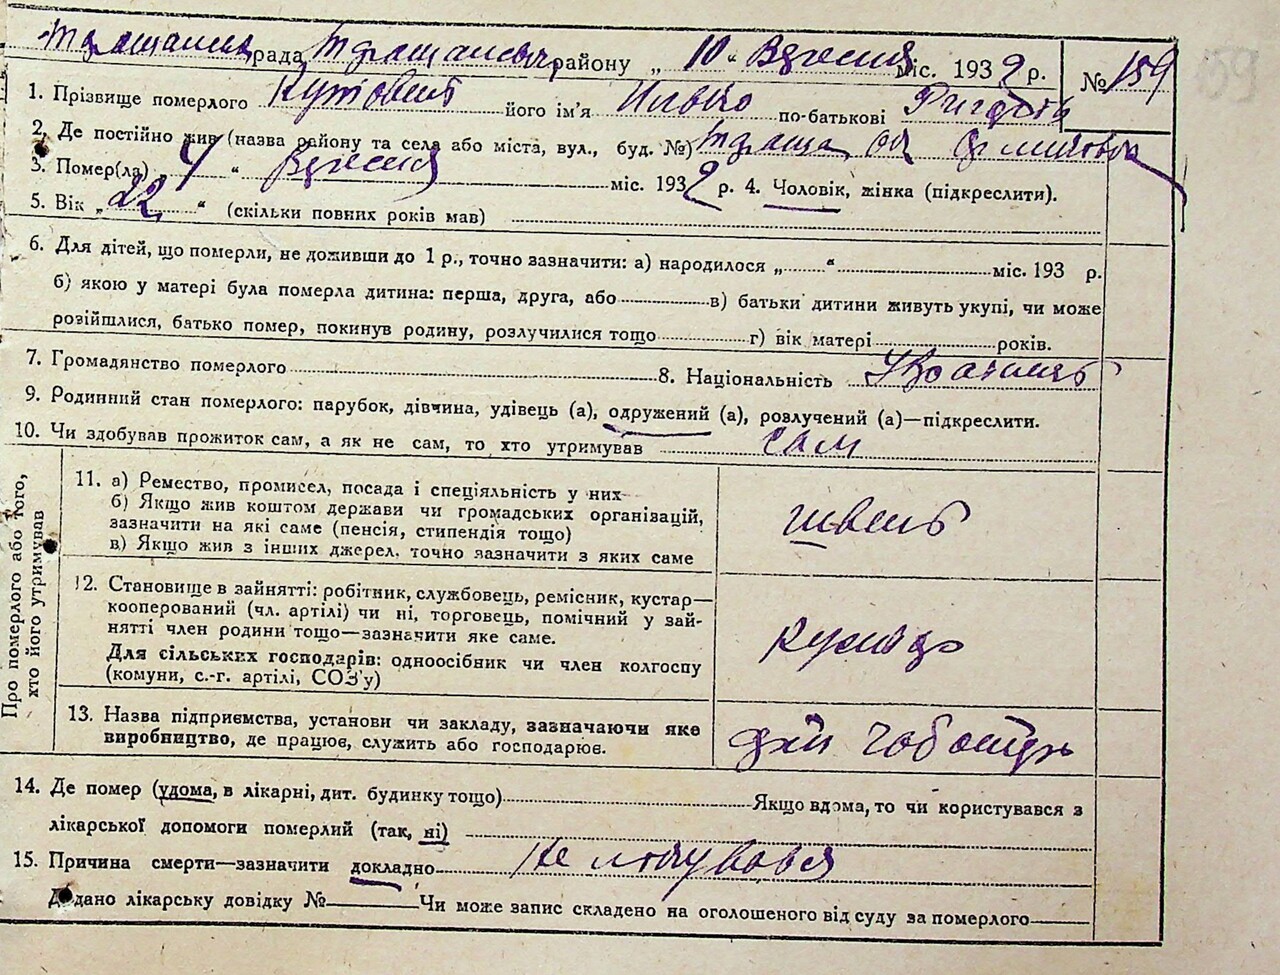 рада району „ 10 " Вересня міс. 1932 р. № 159
159
1. Прізвище померлого Кутовий його ім'я по-батькові
2. Де постійно жив (назва району та села або міста, вул., буд. №)
3. Помер(ла) „ " Вересня міс. 1932 р. 4. Чоловік, жінка (підкреслити).
5. Вік „ 22 " (скільки повних років мав)
6. Для дітей, що померли, не доживши до 1 р., точно зазначити: а) народилося „ " міс. 193 р.
б) якою у матері була померла дитина: перша, друга, або в) батьки дитини живуть укупі, чи може
розійшлися, батько помер, покинув родину, розлучилися тощо г) вік матері років.
7. Громадянство померлого 8. Національність
9. Родинний стан померлого: парубок, дівчина, удівець (а), одружений (а), розлучений (а)—підкреслити.
10. Чи здобував прожиток сам, а як не сам, то хто утримував сам
Про померлого або того,
хто його утримував
11. а) Ремество, промисел, посада і спеціяльність у них
б) Якщо жив коштом держави чи громадських організацій,
зазначити на які саме (пенсія, стипендія тощо)
в) Якщо жив з інших джерел, точно зазначити з яких саме
швець
12. Становище в зайнятті: робітник, службовець, ремісник, кустар—
кооперований (чл. артілі) чи ні, торговець, помічний у зай-
нятті член родини тощо—зазначити яке саме.
Для сільських господарів: одноосібник чи член колгоспу
(комуни, с.-г. артілі, СОЗ'у)
13. Назва підприємства, установи чи закладу, зазначаючи яке
виробництво, де працює, служить або господарює.
14. Де помер (удома, в лікарні, дит. будинку тощо) Якщо вдома, то чи користувався з
лікарської допомоги померлий (так, ні)
15. Причина смерти—зазначити докладно не лічувався
Додано лікарську довідку № Чи може запис складено на оголошеного від суду за померлого